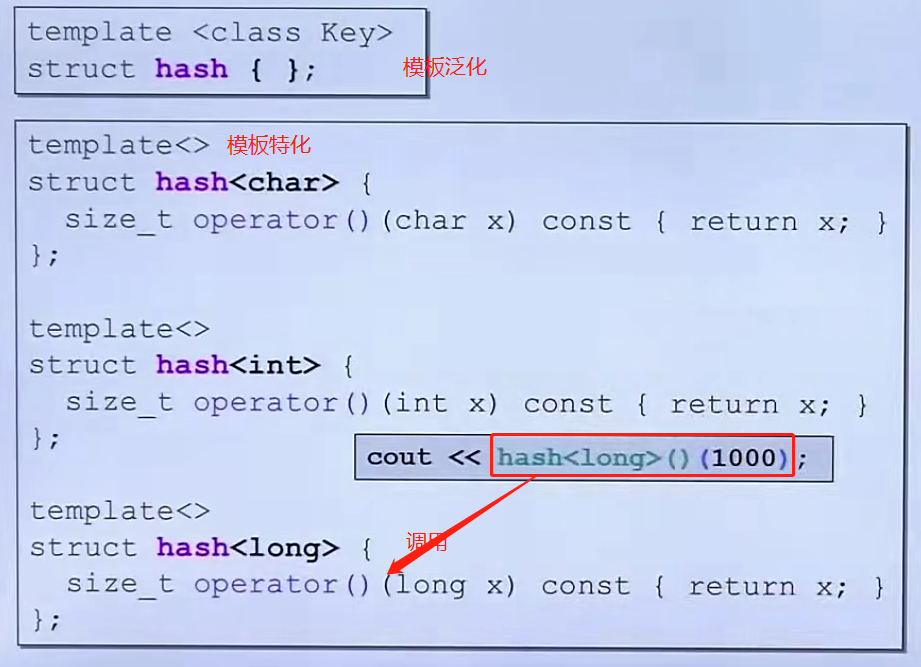 template <class Key>
struct hash { };
模板泛化
template<>
模板特化
struct hash<char> {
size_t operator()(char x) const { return x; }
};
template<>
struct hash<int> {
size_t operator()(int x) const { return x; }
};
cout << hash<long>()(1000);
template<>
struct hash<long> {
调用
size_t operator()(long x) const { return x; }
};